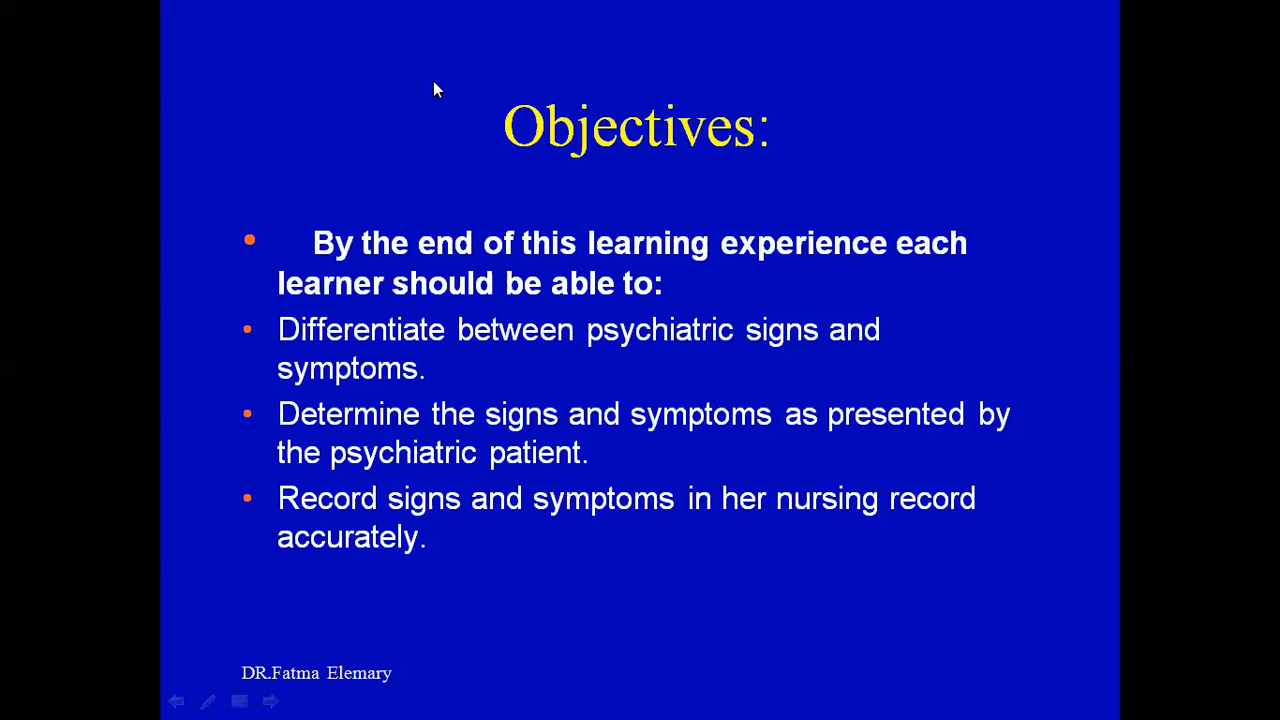 Objectives:
• By the end of this learning experience each
learner should be able to:
• Differentiate between psychiatric signs and
symptoms.
• Determine the signs and symptoms as presented by
the psychiatric patient.
• Record signs and symptoms in her nursing record
accurately.
DR.Fatma Elemary